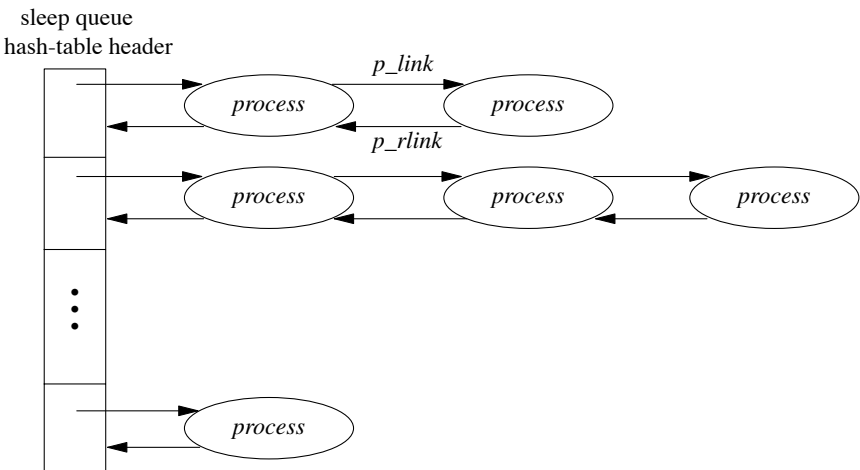 sleep queue
hash-table header
p_link
process
process
p_rlink
process
process
process
process